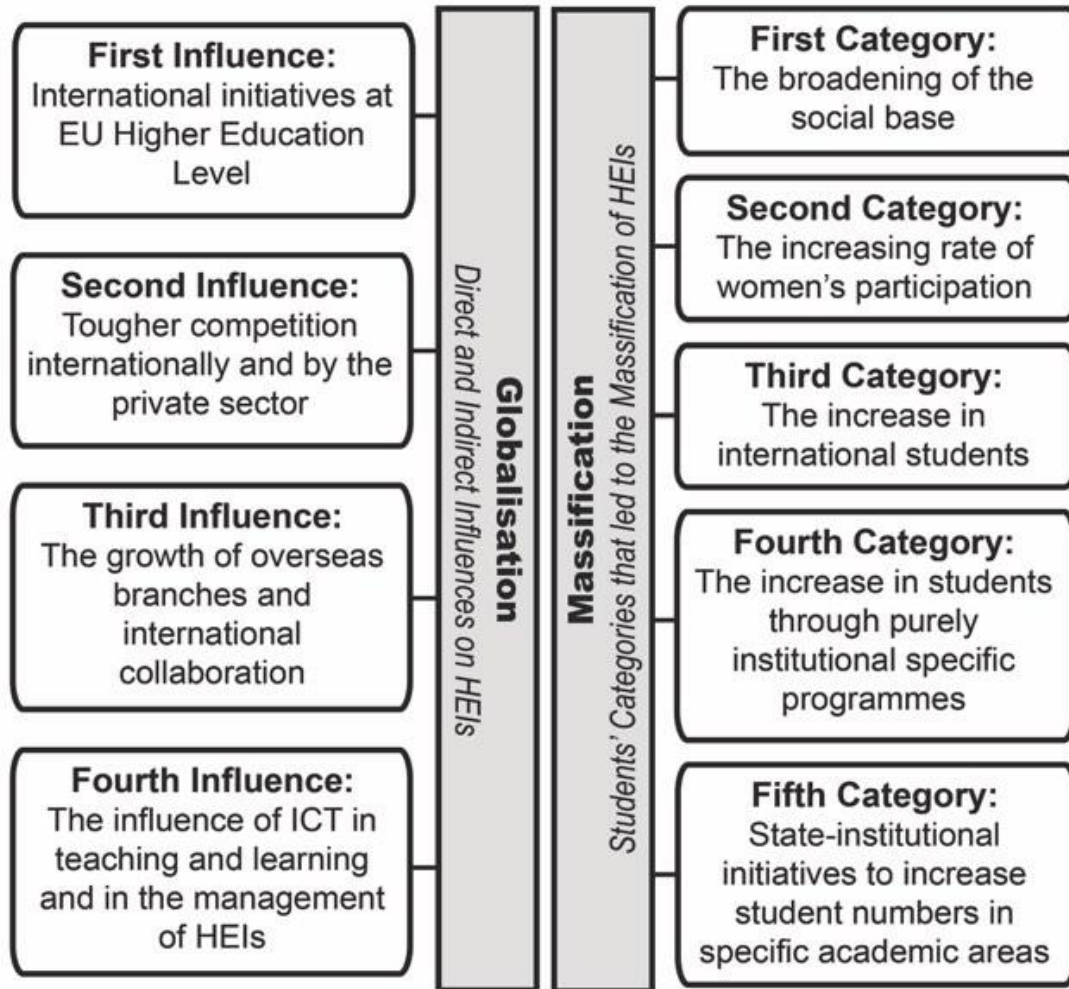 First Influence:
International initiatives at
EU Higher Education
Level
Second Influence:
Tougher competition
internationally and by the
private sector
Third Influence:
The growth of overseas
branches and
international
collaboration
Fourth Influence:
The influence of ICT in
teaching and learning
and in the management
of HEIs
Globalisation
Direct and Indirect Influences on HEIs
Massification
Students’ Categories that led to the Massification of HEIs
First Category:
The broadening of the
social base
Second Category:
The increasing rate of
women’s participation
Third Category:
The increase in
international students
Fourth Category:
The increase in students
through purely
institutional specific
programmes
Fifth Category:
State-institutional
initiatives to increase
student numbers in
specific academic areas